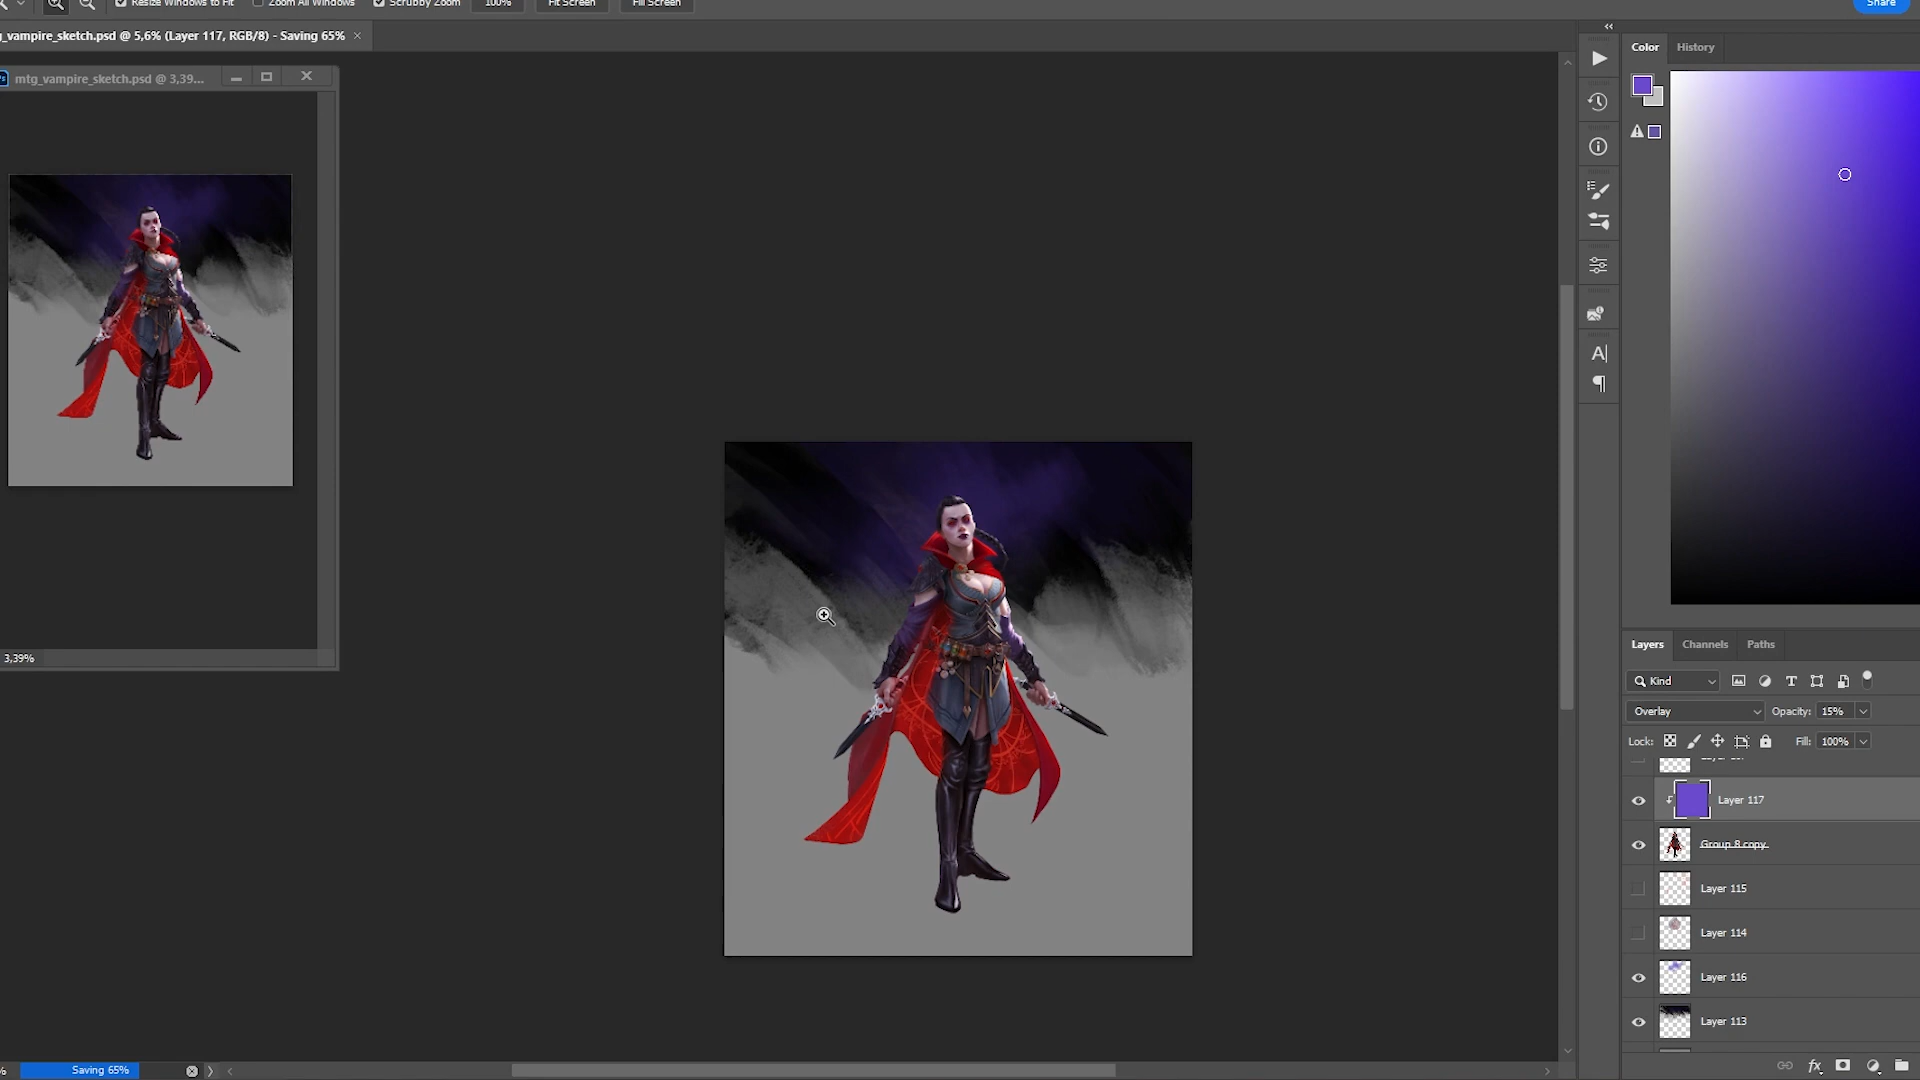 Resize Windows to Fit
Zoom All Windows
Scrubby Zoom
100%
Fit Screen
Fill Screen
Share
_vampire_sketch.psd @ 5,6% (Layer 117, RGB/8) - Saving 65%
mtg_vampire_sketch.psd @ 3,39...
Color
History
3,39%
Layers
Channels
Paths
Kind
Overlay
Opacity: 15%
Lock:
Fill: 100%
Layer 117
Group 8 copy
Layer 115
Layer 114
Layer 116
Layer 113
%
Saving 65%
fx